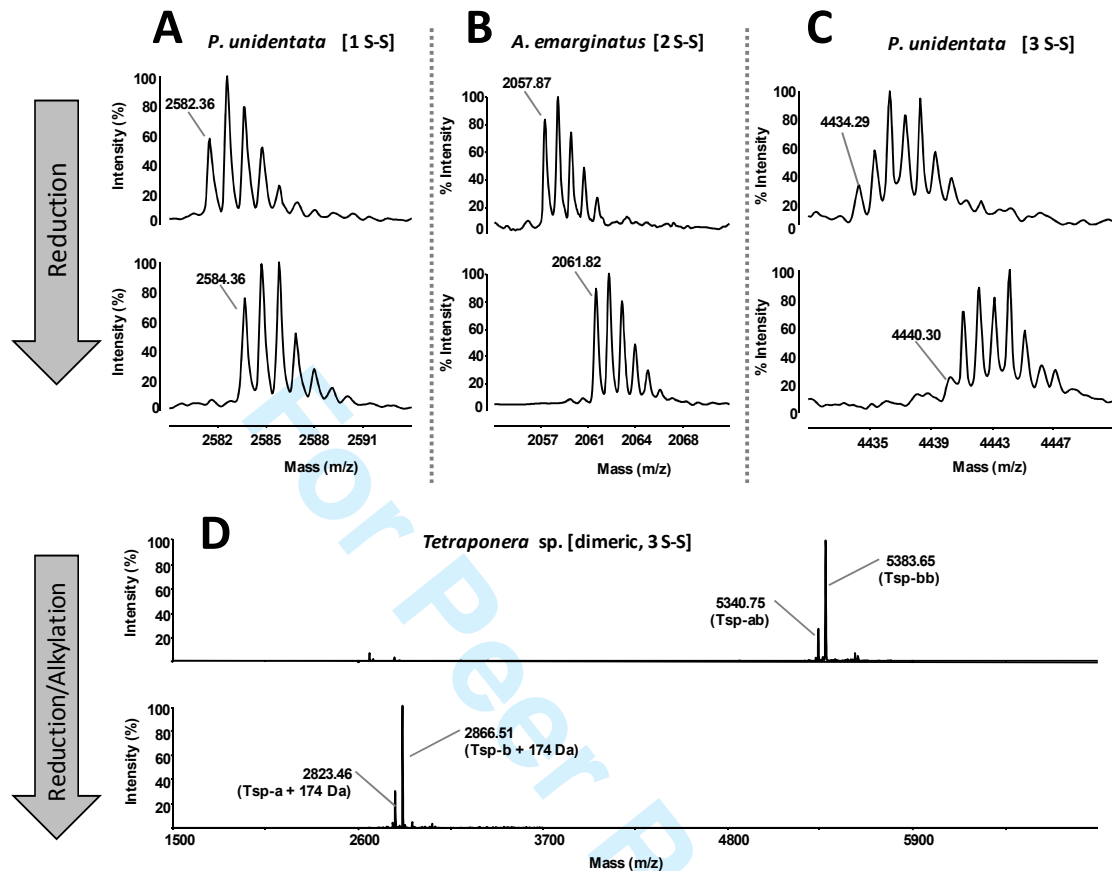 A
P. unidentata [1 S-S]
B
A. emarginatus [2 S-S]
C
P. unidentata [3 S-S]
Reduction
Intensity (%)
100
80
60
40
20
0
2582.36
% Intensity
100
80
60
40
20
0
2057.87
% Intensity
100
80
60
40
20
0
4434.29
Intensity (%)
100
80
60
40
20
0
2584.36
2582
2585
2588
2591
Mass (m/z)
% Intensity
100
80
60
40
20
0
2061.82
2057
2061
2064
2068
Mass (m/z)
% Intensity
100
80
60
40
20
0
4440.30
4435
4439
4443
4447
Mass (m/z)
Reduction/Alkylation
D
Tetraponera sp. [dimeric, 3 S-S]
Intensity (%)
100
80
60
40
20
5383.65
(Tsp-bb)
5340.75
(Tsp-ab)
Intensity (%)
100
80
60
40
20
2866.51
(Tsp-b + 174 Da)
2823.46
(Tsp-a + 174 Da)
1500
2600
3700
4800
5900
Mass (m/z)
For Peer Re